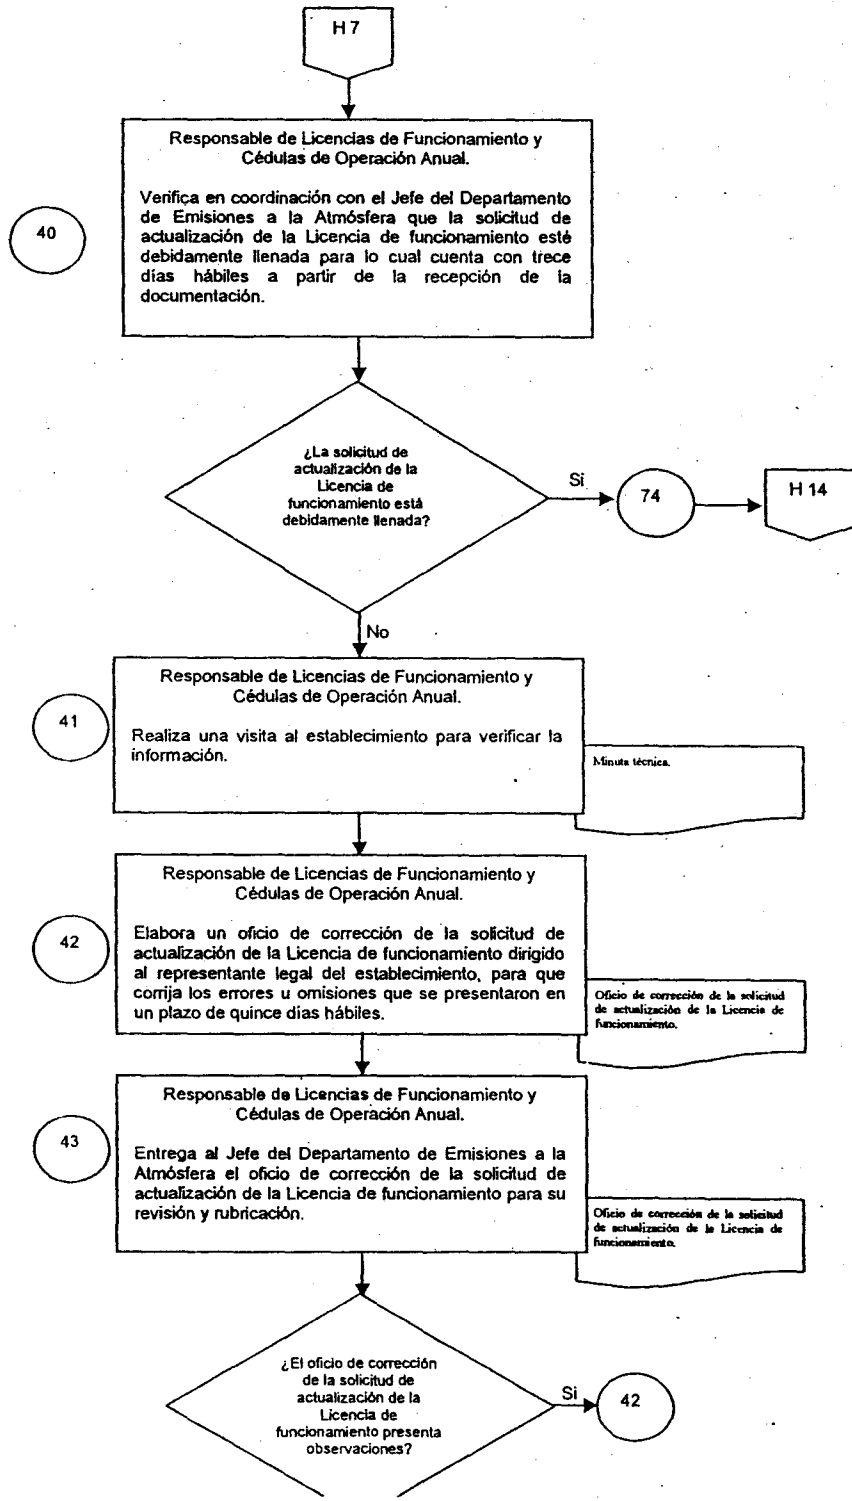 H 7
Responsable de Licencias de Funcionamiento y
Cédulas de Operación Anual.
40
Verifica en coordinación con el Jefe del Departamento
de Emisiones a la Atmósfera que la solicitud de
actualización de la Licencia de funcionamiento esté
debidamente llenada para lo cual cuenta con trece
días hábiles a partir de la recepción de la
documentación.
¿La solicitud de
actualización de la
Licencia de
funcionamiento está
debidamente llenada?
Si
74
H 14
No
Responsable de Licencias de Funcionamiento y
Cédulas de Operación Anual.
41
Realiza una visita al establecimiento para verificar la
información.
Minuta técnica.
Responsable de Licencias de Funcionamiento y
Cédulas de Operación Anual.
42
Elabora un oficio de corrección de la solicitud de
actualización de la Licencia de funcionamiento dirigido
al representante legal del establecimiento, para que
corrija los errores u omisiones que se presentaron en
un plazo de quince días hábiles.
Oficio de corrección de la solicitud
de actualización de la Licencia de
funcionamiento.
Responsable de Licencias de Funcionamiento y
Cédulas de Operación Anual.
43
Entrega al Jefe del Departamento de Emisiones a la
Atmósfera el oficio de corrección de la solicitud de
actualización de la Licencia de funcionamiento para su
revisión y rubricación.
Oficio de corrección de la solicitud
de actualización de la Licencia de
funcionamiento.
¿El oficio de corrección
de la solicitud de
actualización de la
Licencia de
funcionamiento presenta
observaciones?
Si
42